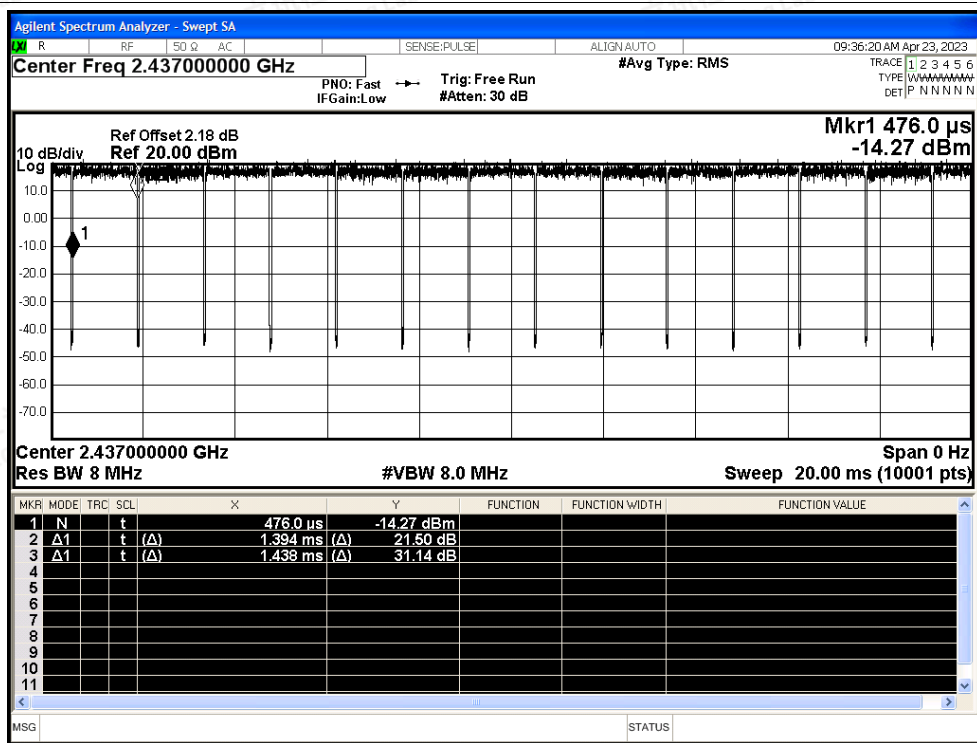 Agilent Spectrum Analyzer - Swept SA
LXI R RF 50 Ω AC SENSE:PULSE ALIGN AUTO 09:36:20 AM Apr 23, 2023
Center Freq 2.437000000 GHz #Avg Type: RMS TRACE 1 2 3 4 5 6
PNO: Fast Trig: Free Run TYPE
IFGain:Low #Atten: 30 dB DET P N N N N N
Mkr1 476.0 µs
Ref Offset 2.18 dB
10 dB/div Ref 20.00 dBm -14.27 dBm
Log
10.0
0.00
1
-10.0
-20.0
-30.0
-40.0
-50.0
-60.0
-70.0
Center 2.437000000 GHz Span 0 Hz
Res BW 8 MHz #VBW 8.0 MHz Sweep 20.00 ms (10001 pts)
MKR MODE TRC SCL X Y FUNCTION FUNCTION WIDTH FUNCTION VALUE
1 N t 476.0 µs -14.27 dBm
2 Δ1 t (Δ) 1.394 ms (Δ) 21.50 dB
3 Δ1 t (Δ) 1.438 ms (Δ) 31.14 dB
4
5
6
7
8
9
10
11
MSG STATUS